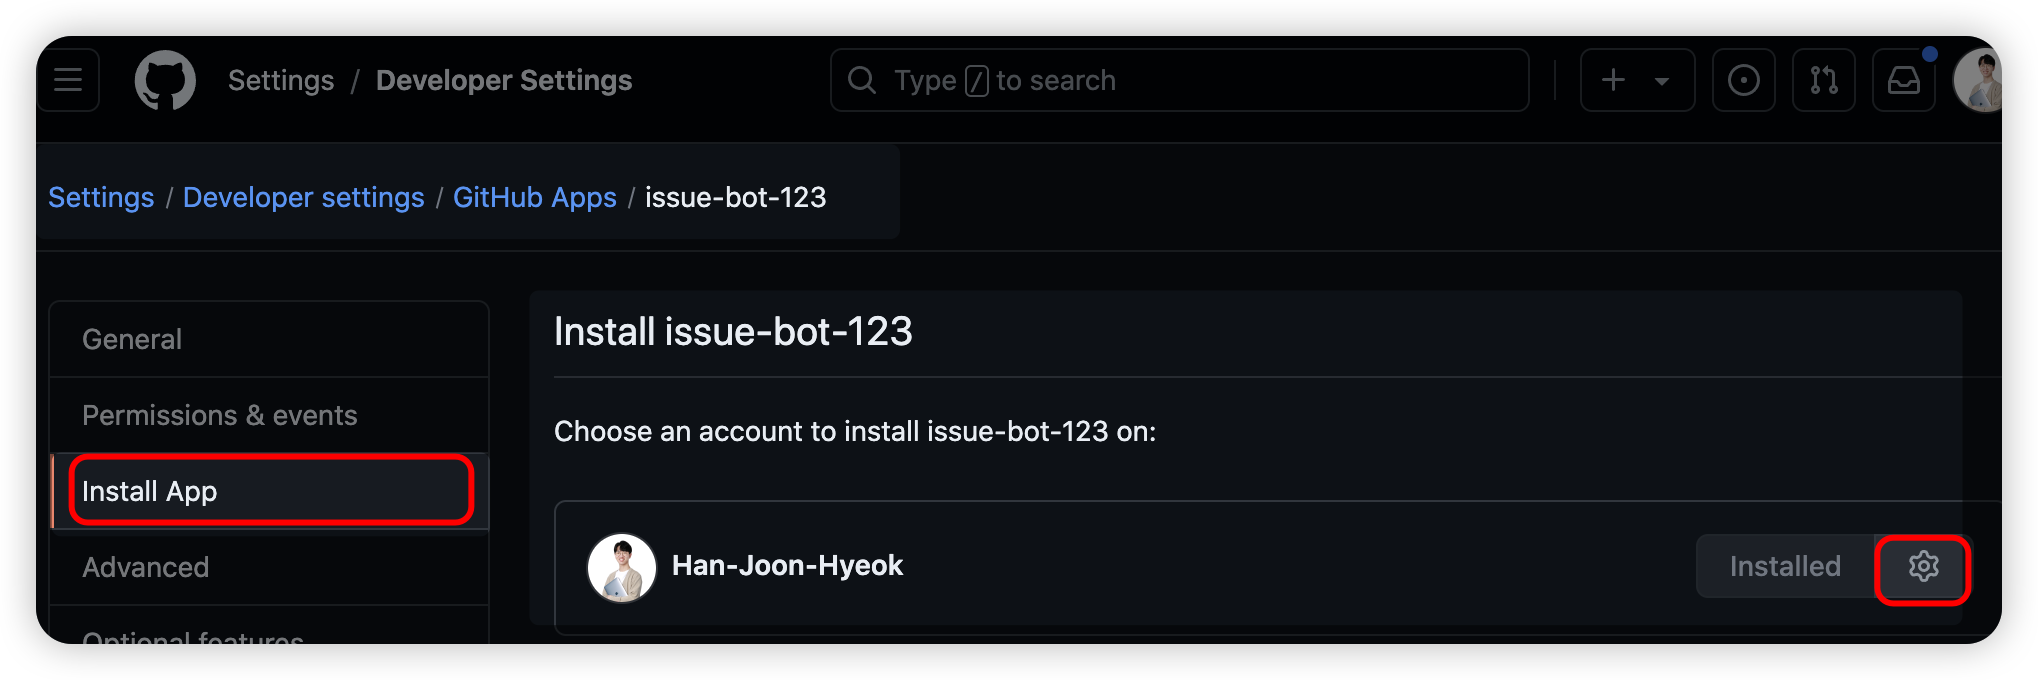 Settings / Developer Settings
Type / to search
Settings / Developer settings / GitHub Apps / issue-bot-123
General
Permissions & events
Install App
Advanced
Optional features
Install issue-bot-123
Choose an account to install issue-bot-123 on:
Han-Joon-Hyeok
Installed